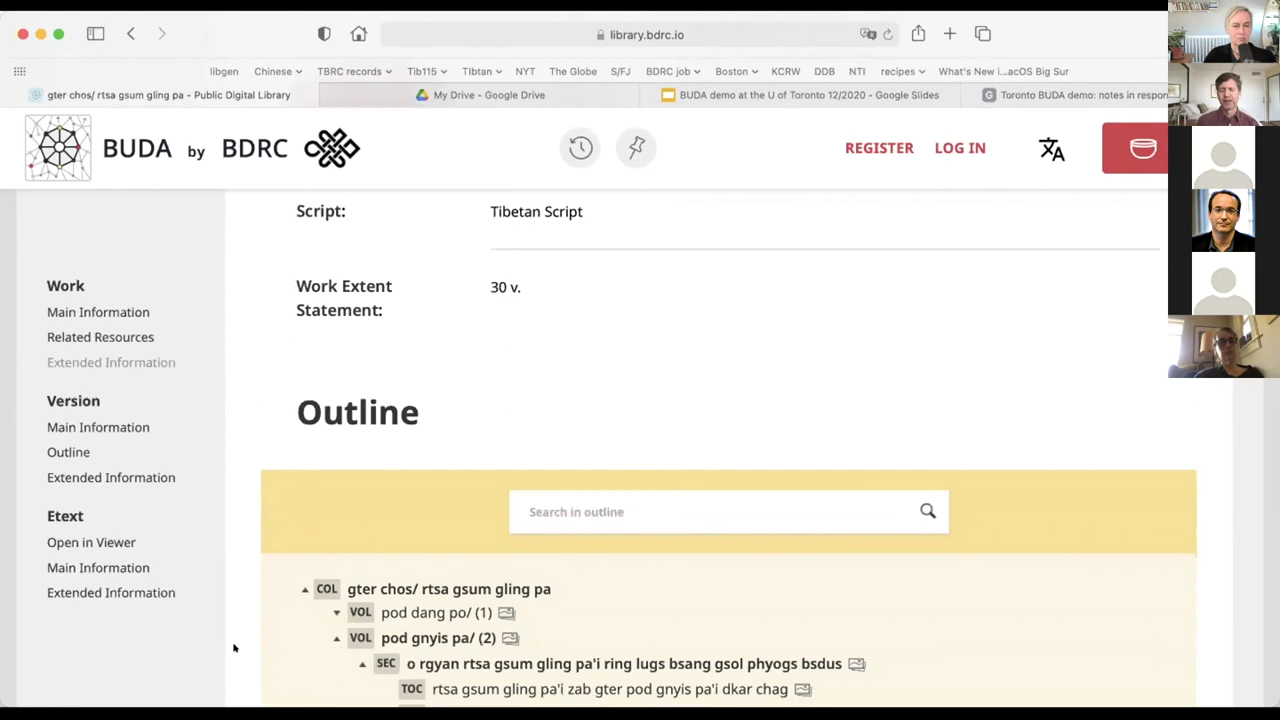 library.bdrc.io
libgen Chinese TBRC records Tib115 TIbtan NYT The Globe S/FJ BDRC job Boston KCRW DDB NTI recipes What's New i...acOS Big Sur
gter chos/ rtsa gsum gling pa - Public Digital Library My Drive - Google Drive BUDA demo at the U of Toronto 12/2020 - Google Slides Toronto BUDA demo: notes in respon
BUDA by BDRC REGISTER LOG IN
Script: Tibetan Script
Work Extent Statement: 30 v.
Work
Main Information
Related Resources
Extended Information
Version
Main Information
Outline
Extended Information
Etext
Open in Viewer
Main Information
Extended Information
Outline
Search in outline
COL gter chos/ rtsa gsum gling pa
VOL pod dang po/ (1)
VOL pod gnyis pa/ (2)
SEC o rgyan rtsa gsum gling pa'i ring lugs bsang gsol phyogs bsdus
TOC rtsa gsum gling pa'i zab gter pod gnyis pa'i dkar chag